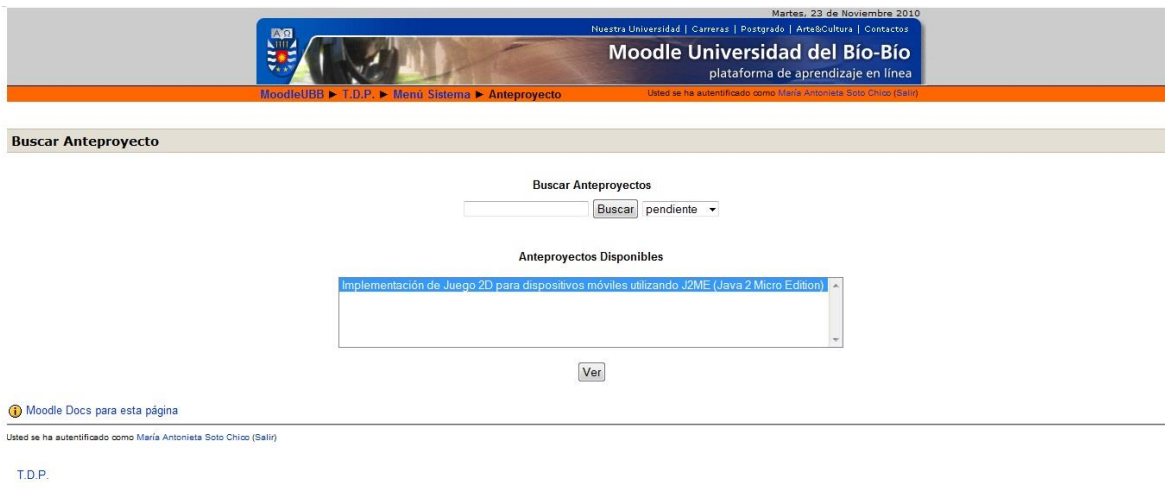 Martes, 23 de Noviembre 2010
Nuestra Universidad | Carreras | Postgrado | Arte&Cultura | Contactos
ΑΩ
Moodle Universidad del Bío-Bío
plataforma de aprendizaje en línea
MoodleUBB ► T.D.P. ► Menú Sistema ► Anteproyecto
Usted se ha autentificado como María Antonieta Soto Chico (Salir)
Buscar Anteproyecto
Buscar Anteproyectos
Buscar pendiente
Anteproyectos Disponibles
Implementación de Juego 2D para dispositivos móviles utilizando J2ME (Java 2 Micro Edition)
Ver
Moodle Docs para esta página
Usted se ha autentificado como María Antonieta Soto Chico (Salir)
T.D.P.